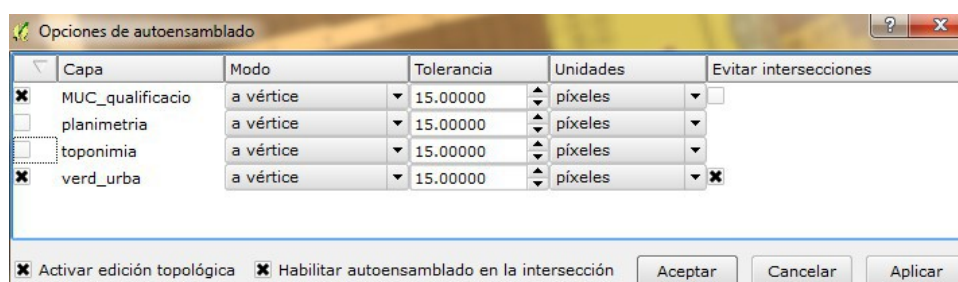 Opciones de autoensamblado
Capa Modo Tolerancia Unidades Evitar intersecciones
MUC_qualificacio a vértice 15.00000 píxeles
planimetria a vértice 15.00000 píxeles
toponimia a vértice 15.00000 píxeles
verd_urba a vértice 15.00000 píxeles
Activar edición topológica Habilitar autoensamblado en la intersección Aceptar Cancelar Aplicar